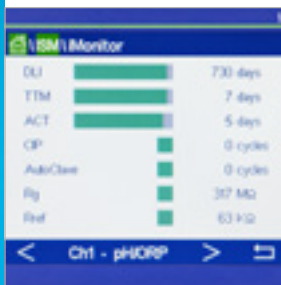 \ISM\iMonitor
DLI 730 days
TTM 7 days
ACT 5 days
CIP 0 cycles
AutoClave 0 cycles
Rg 317 MΩ
Rref 63 KΩ
< Ch1 - pH/ORP >